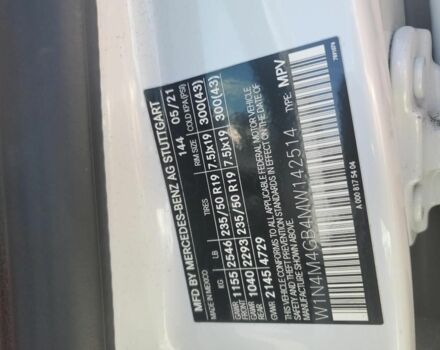 MFD BY MERCEDES-BENZ AG STUTTGART
MADE IN MEXICO 144 05/21
TIRES RIM SIZE COLD KPA(PSI)
KG LB
GAWR FRONT 1155 2546 235/50 R19 7.5Jx19 300(43)
GAWR REAR 1040 2293 235/50 R19 7.5Jx19 300(43)
GVWR 2145 4729
THIS VEHICLE CONFORMS TO ALL APPLICABLE FEDERAL MOTOR VEHICLE
SAFETY AND THEFT PREVENTION STANDARDS IN EFFECT ON THE DATE OF
MANUFACTURE SHOWN ABOVE.
W1N4M4GB4MW142514 TYPE: MPV
A 000 817 54 04